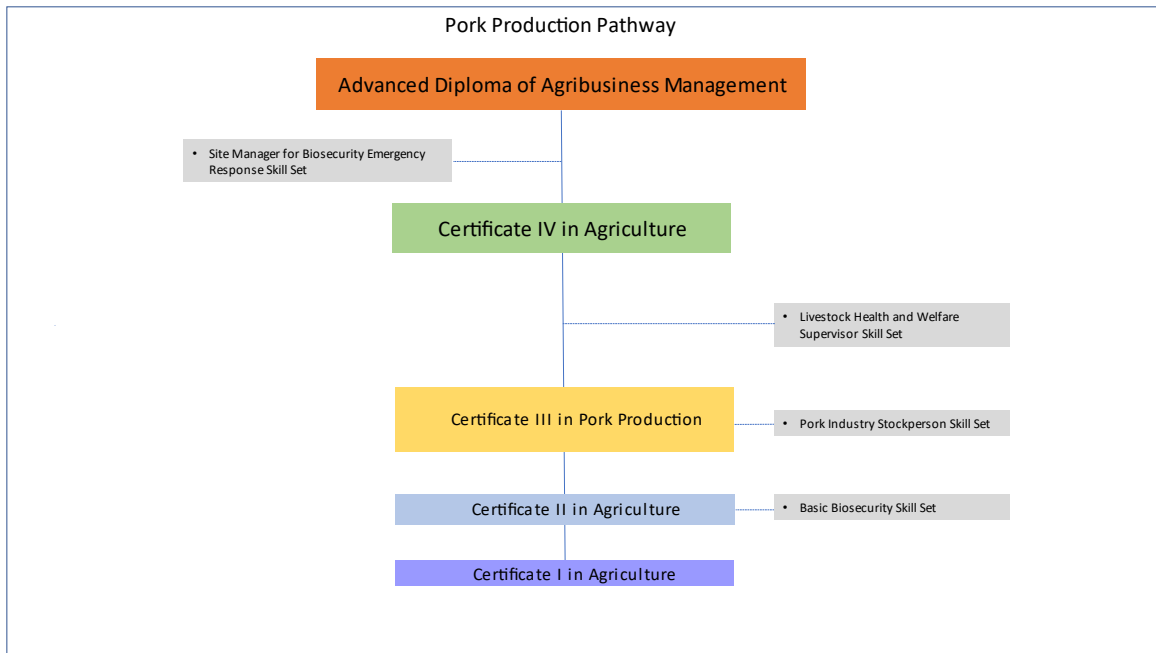 Pork Production Pathway
Advanced Diploma of Agribusiness Management
• Site Manager for Biosecurity Emergency
Response Skill Set
Certificate IV in Agriculture
• Livestock Health and Welfare
Supervisor Skill Set
Certificate III in Pork Production
• Pork Industry Stockperson Skill Set
Certificate II in Agriculture
• Basic Biosecurity Skill Set
Certificate I in Agriculture